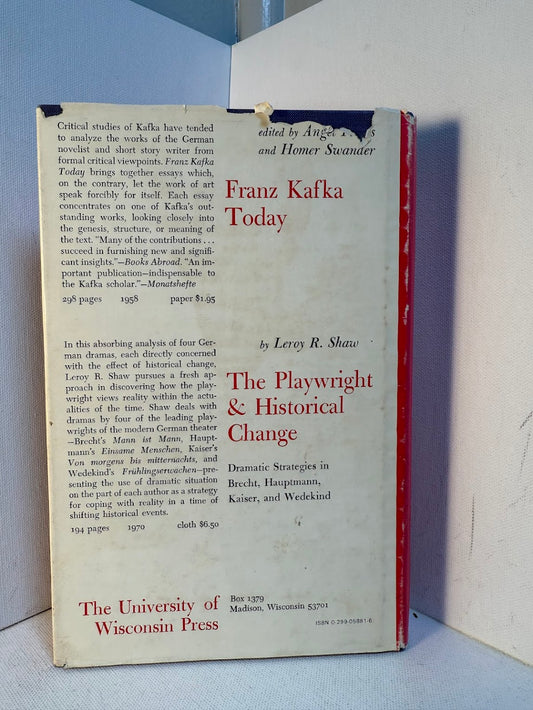 Critical studies of Kafka have tended
to analyze the works of the German
novelist and short story writer from
formal critical viewpoints. Franz Kafka
Today brings together essays which,
on the contrary, let the work of art
speak forcibly for itself. Each essay
concentrates on one of Kafka's out-
standing works, looking closely into
the genesis, structure, or meaning of
the text. "Many of the contributions . . .
succeed in furnishing new and signifi-
cant insights."—Books Abroad. "An im-
portant publication—indispensable to
the Kafka scholar."—Monatshefte
298 pages 1958 paper $1.95
edited by
and Homer Swander
Franz Kafka
Today
In this absorbing analysis of four Ger-
man dramas, each directly concerned
with the effect of historical change,
Leroy R. Shaw pursues a fresh ap-
proach in discovering how the play-
wright views reality within the actu-
alities of the time. Shaw deals with
dramas by four of the leading play-
wrights of the modern German theater
—Brecht's Mann ist Mann, Haupt-
mann's Einsame Menschen, Kaiser's
Von morgens bis mitternachts, and
Wedekind's Frühlingserwachen—pre-
senting the use of dramatic situation
on the part of each author as a strategy
for coping with reality in a time of
shifting historical events.
194 pages 1970 cloth $6.50
by Leroy R. Shaw
The Playwright
& Historical
Change
Dramatic Strategies in
Brecht, Hauptmann,
Kaiser, and Wedekind
The University of
Wisconsin Press
Box 1379
Madison, Wisconsin 53701
ISBN 0-299-05881-6